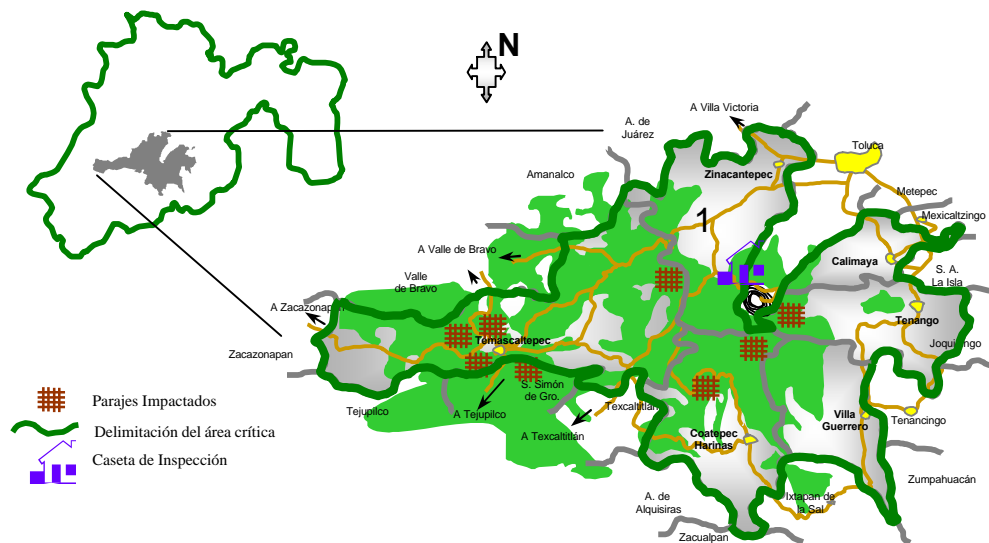 N
A Villa Victoria
A. de
Juárez
Toluca
Zinacantepec
Amanalco
Metepec
Mexicaltzingo
1
A Valle de Bravo
Calimaya
S. A.
La Isla
Valle
de Bravo
A Zacazonapan
Tenango
Temascaltepec
Joquicingo
Zacazonapan
S. Simón
de Gro.
Tejupilco
A Tejupilco
Texcaltitlán
Villa
Guerrero
Tenancingo
A Texcaltitlán
Coatepec
Harinas
Zumpahuacán
A. de
Alquisiras
Ixtapan de
la Sal
Zacualpan
Parajes Impactados
Delimitación del área crítica
Caseta de Inspección